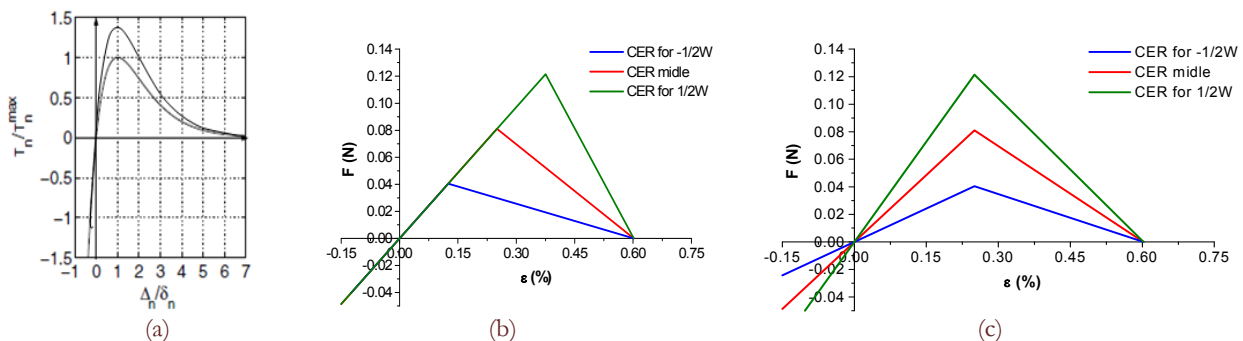 1.5
1
0.5
0
−0.5
−1
−1.5
−1 0 1 2 3 4 5 6 7
τn/τn^max
Δn/δn
(a)
CER for -1/2W
CER midle
CER for 1/2W
0.14
0.12
0.10
0.08
0.06
0.04
0.02
0.00
-0.02
-0.04
-0.15 0.00 0.15 0.30 0.45 0.60 0.75
F (N)
ε (%)
(b)
CER for -1/2W
CER midle
CER for 1/2W
0.14
0.12
0.10
0.08
0.06
0.04
0.02
0.00
-0.02
-0.04
-0.15 0.00 0.15 0.30 0.45 0.60 0.75
F (N)
ε (%)
(c)